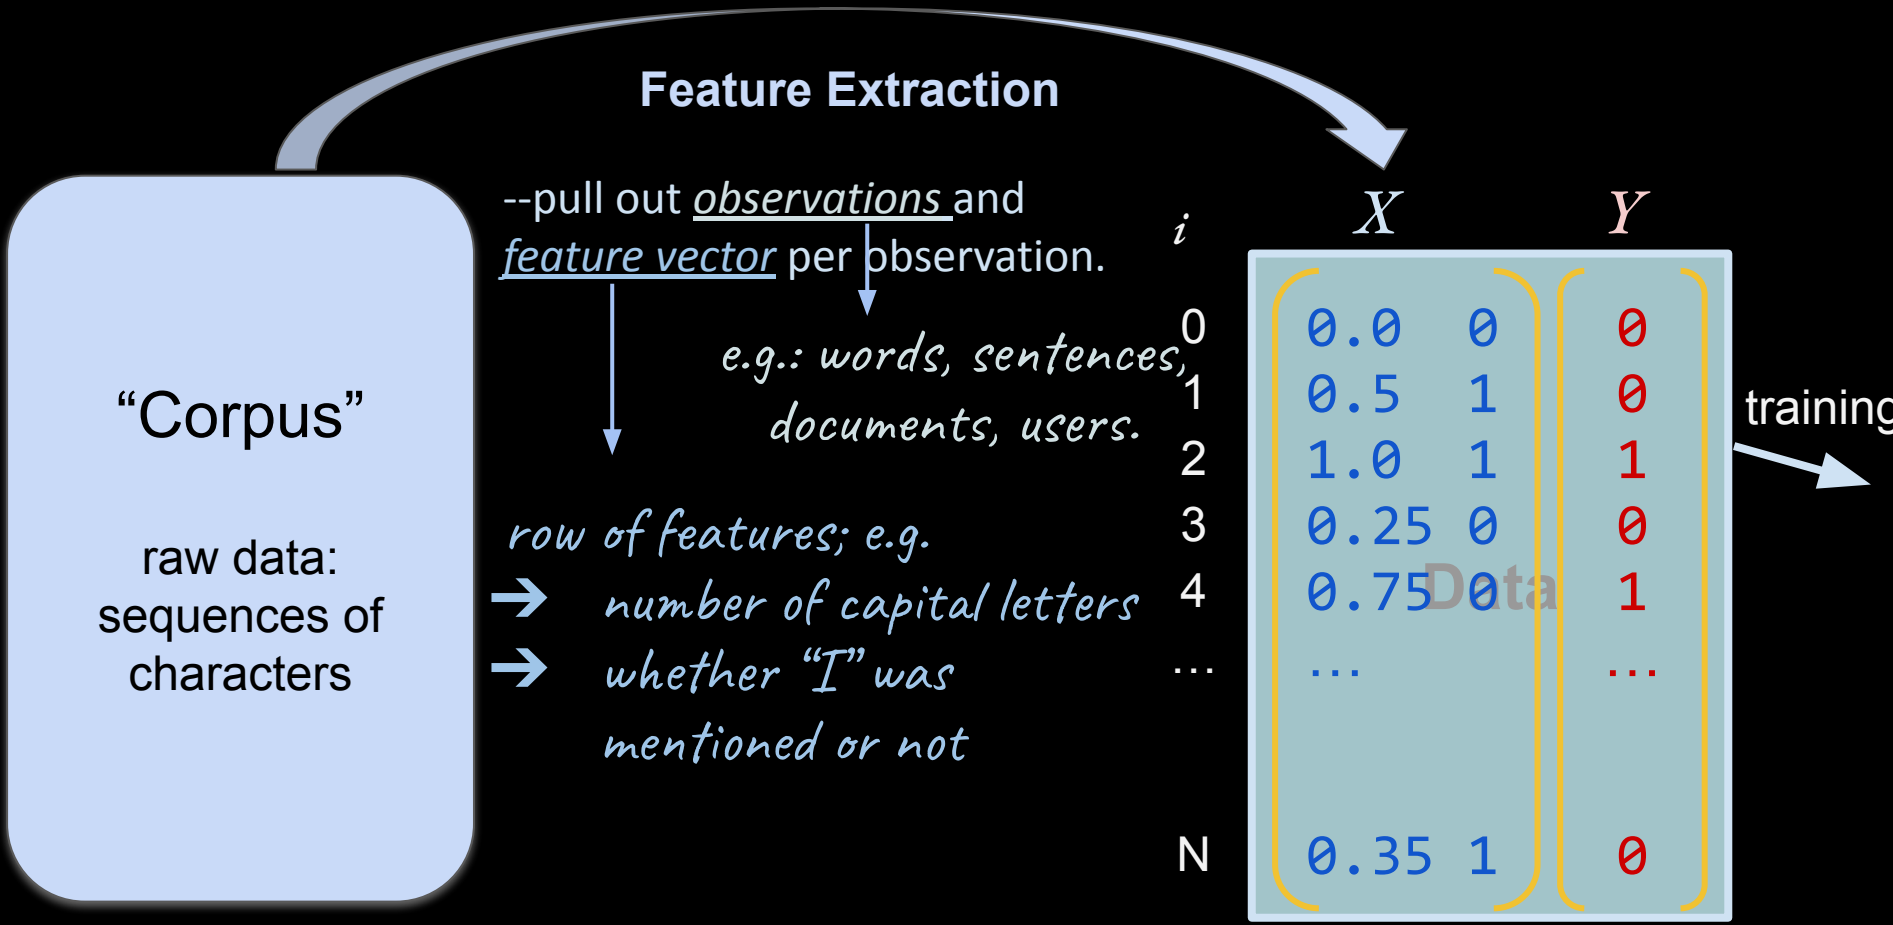 Feature Extraction
--pull out observations and
feature vector per observation.
e.g.: words, sentences,
documents, users.
“Corpus”
raw data:
sequences of
characters
row of features; e.g.
➔ number of capital letters
➔ whether “I” was
mentioned or not
i X Y
0 0.0 0 0
1 0.5 1 0
2 1.0 1 1
3 0.25 0 0
4 0.75 0 1
... ... ...
N 0.35 1 0
Data
training